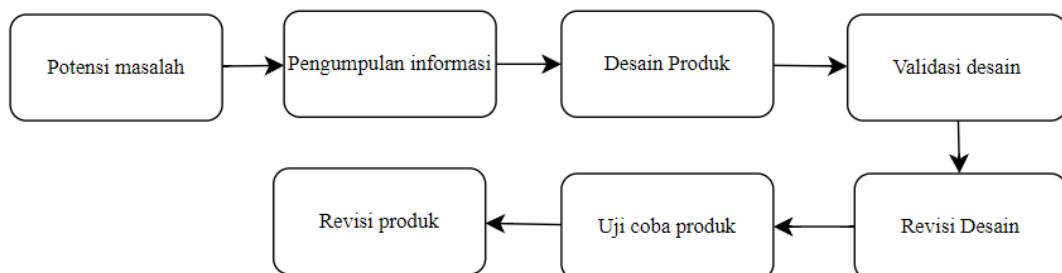 Potensi masalah
Pengumpulan informasi
Desain Produk
Validasi desain
Revisi Desain
Uji coba produk
Revisi produk